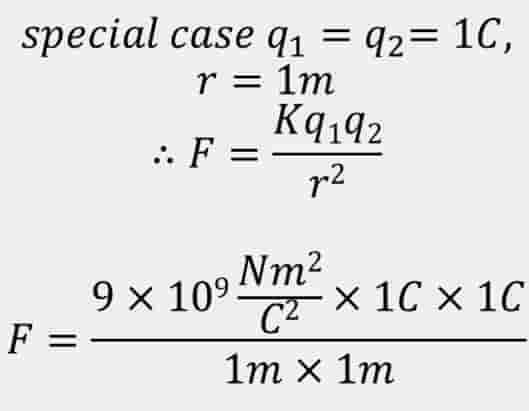 special case q₁ = q₂= 1C,
r = 1m
∴ F = Kq₁q₂ / r²
F = 9 × 10⁹ Nm²/C² × 1C × 1C / 1m × 1m